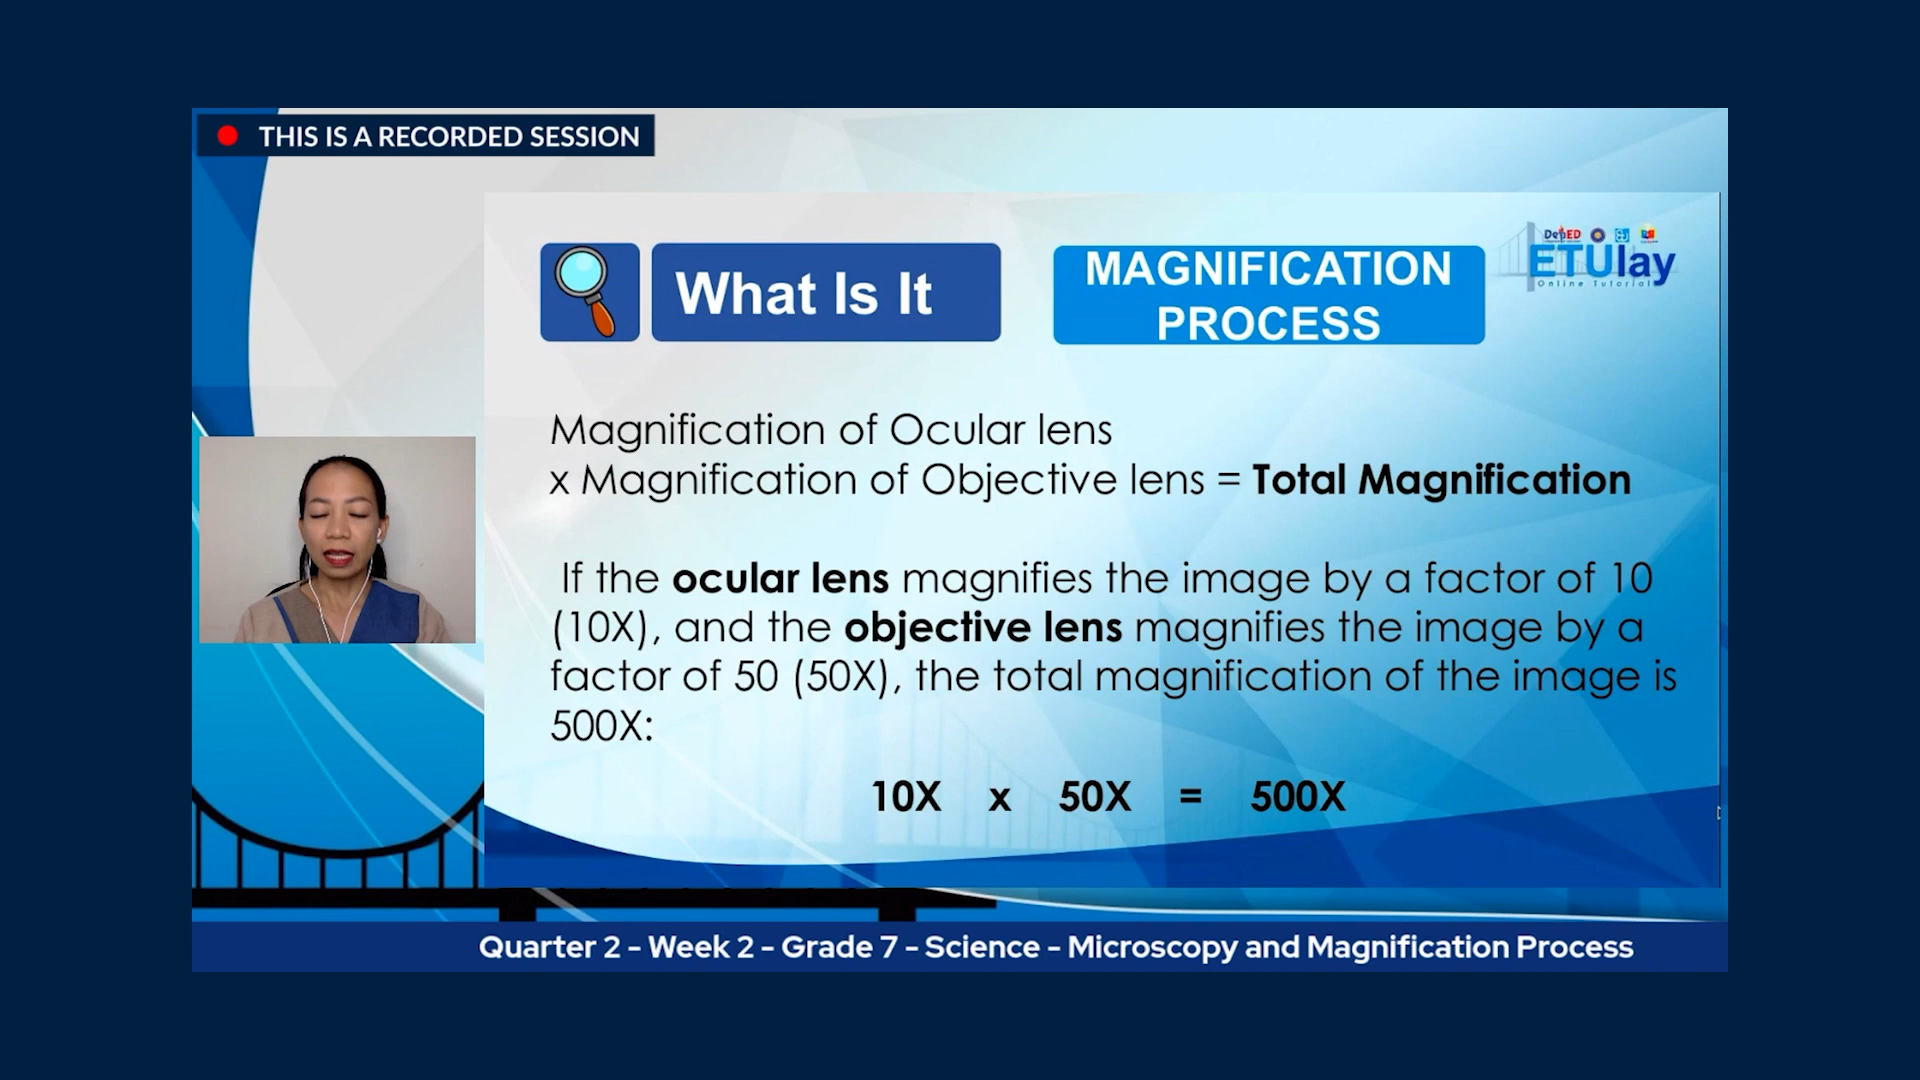 THIS IS A RECORDED SESSION
What Is It
MAGNIFICATION
PROCESS
DepED
ETUlay
Online Tutorial
Magnification of Ocular lens
x Magnification of Objective lens = Total Magnification
If the ocular lens magnifies the image by a factor of 10
(10X), and the objective lens magnifies the image by a
factor of 50 (50X), the total magnification of the image is
500X:
10X x 50X = 500X
Quarter 2 - Week 2 - Grade 7 - Science - Microscopy and Magnification Process